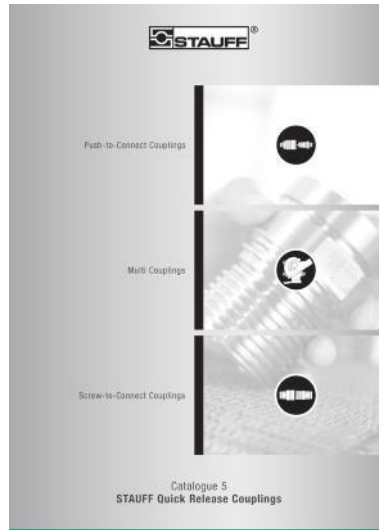 STAUFF®
Push-to-Connect Couplings
Multi Couplings
Screw-to-Connect Couplings
Catalogue 5
STAUFF Quick Release Couplings